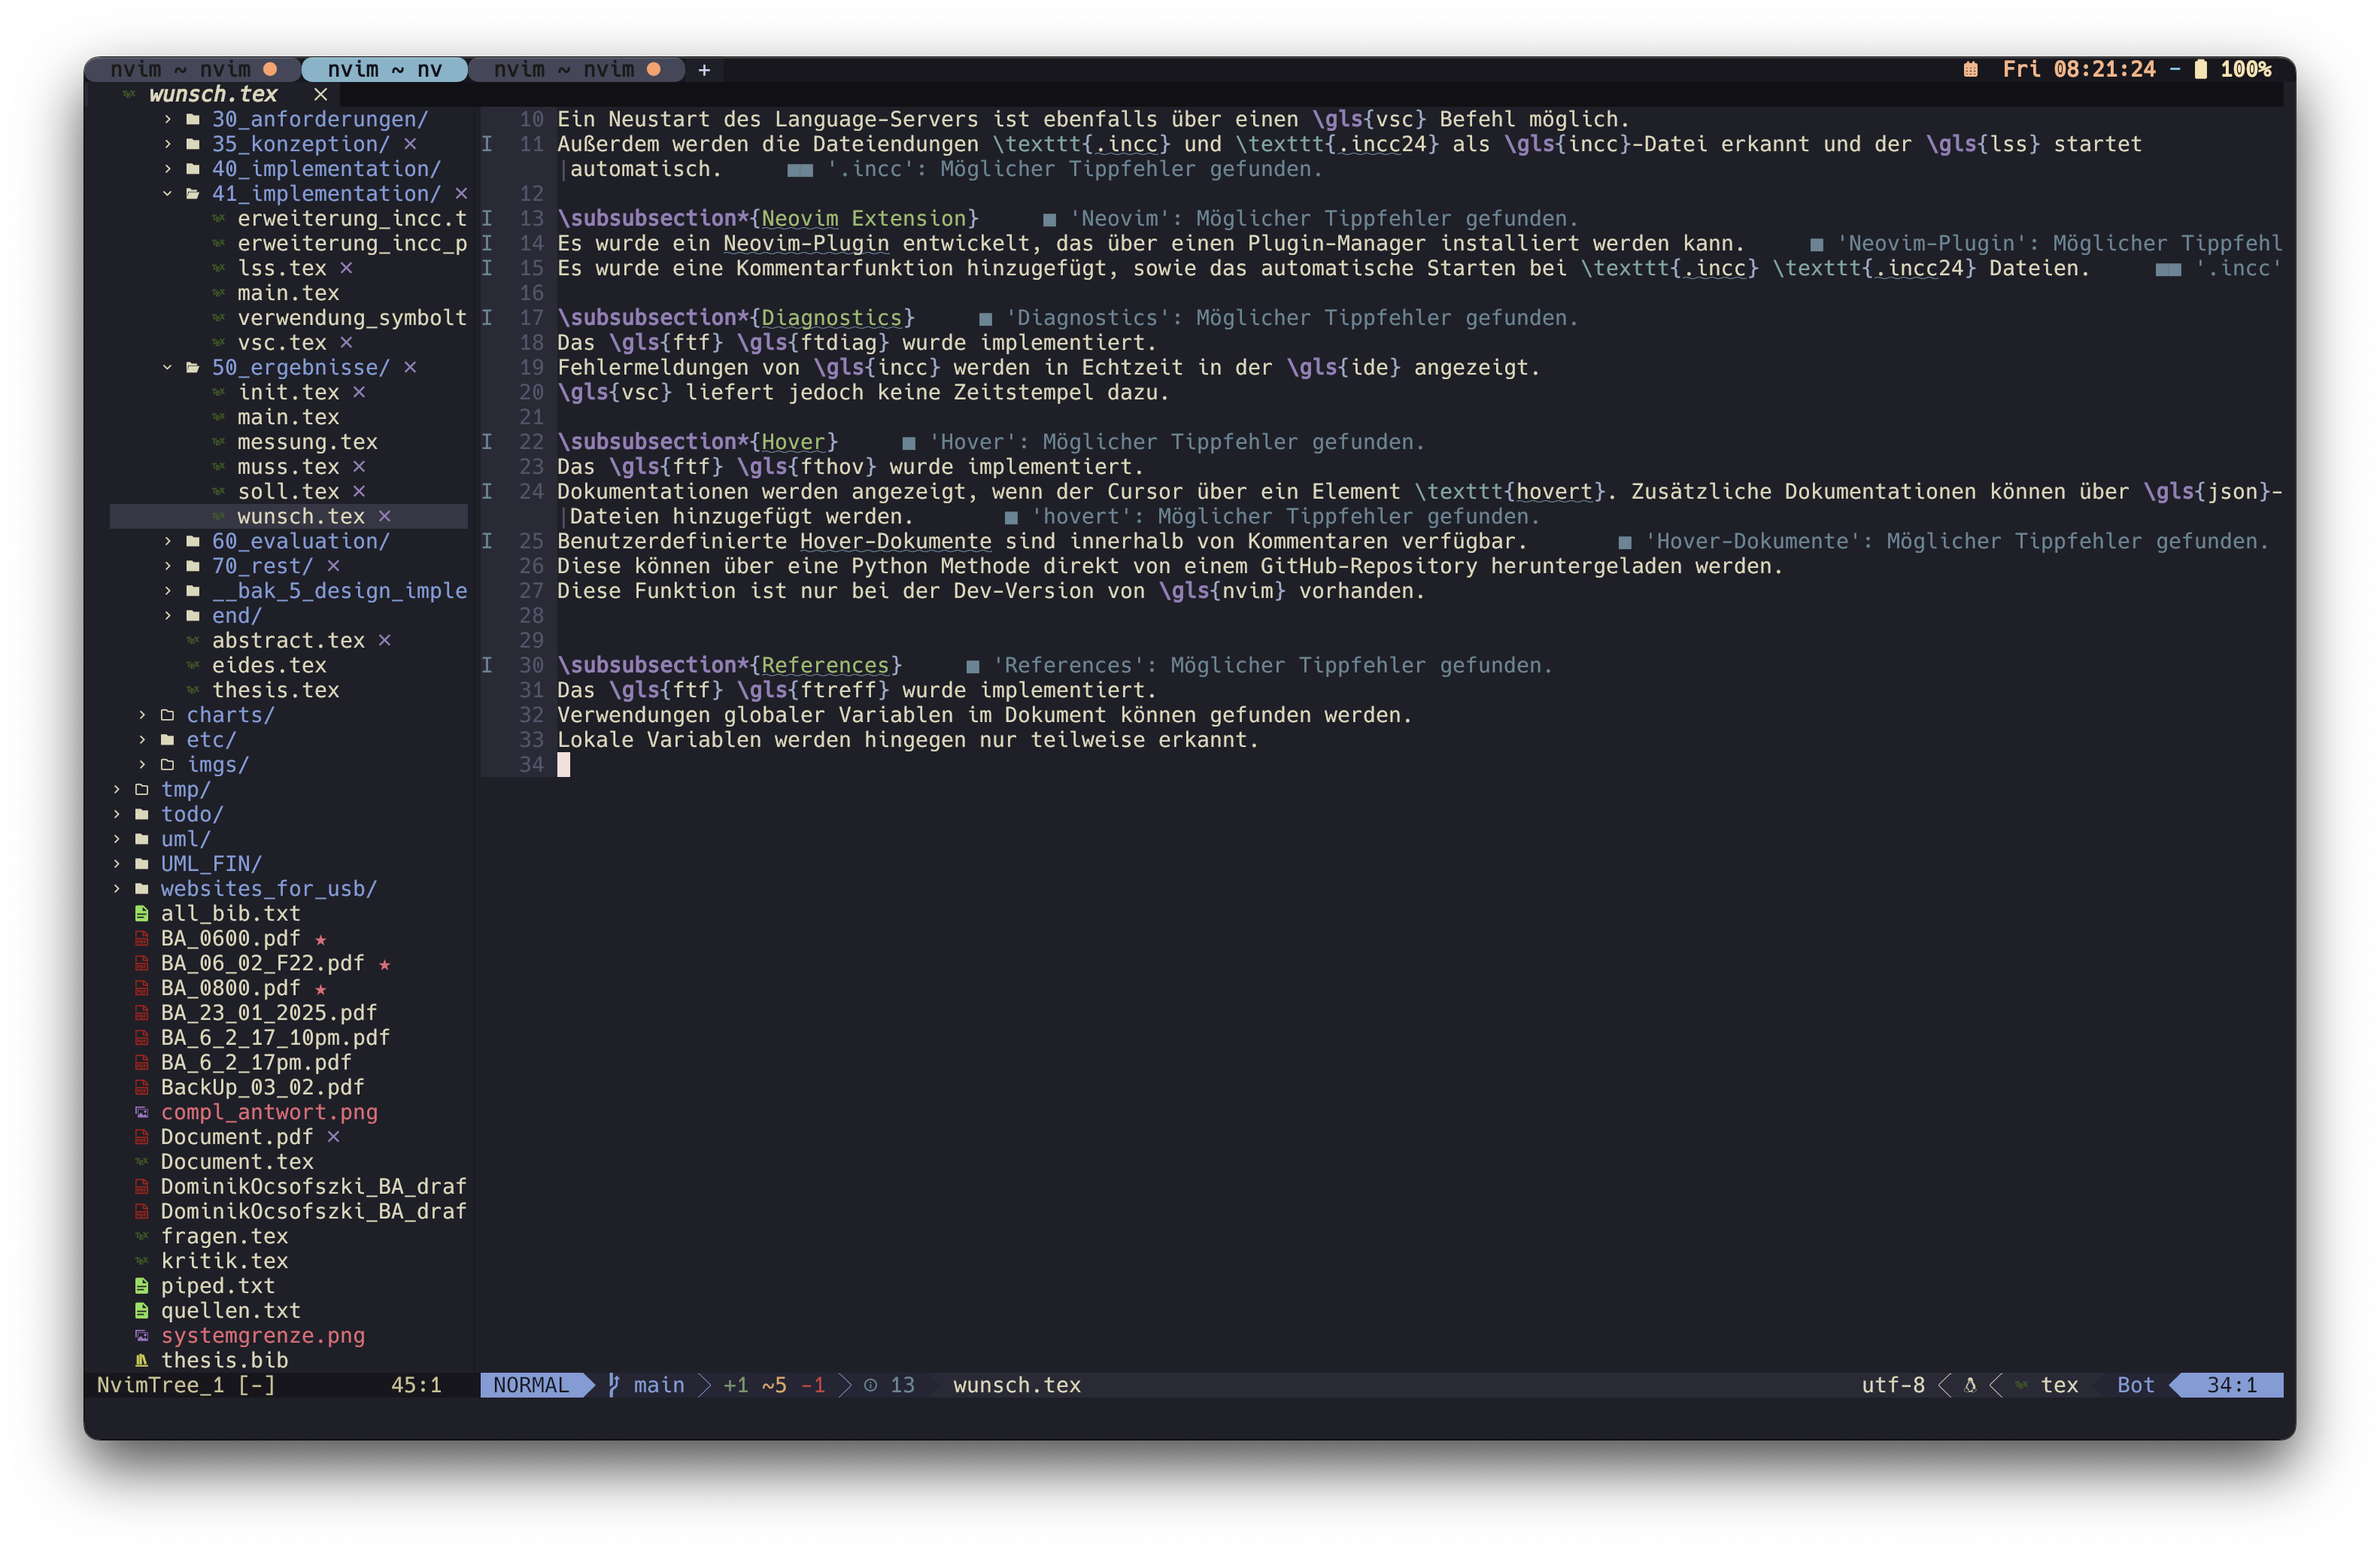 nvim ~ nvim
nvim ~ nv
nvim ~ nvim
+
Fri 08:21:24 - 100%
wunsch.tex
30_anforderungen/
35_konzeption/
40_implementation/
41_implementation/
erweiterung_incc.t
erweiterung_incc_p
lss.tex
main.tex
verwendung_symbolt
vsc.tex
50_ergebnisse/
init.tex
main.tex
messung.tex
muss.tex
soll.tex
wunsch.tex
60_evaluation/
70_rest/
__bak_5_design_imple
end/
abstract.tex
eides.tex
thesis.tex
charts/
etc/
imgs/
tmp/
todo/
uml/
UML_FIN/
websites_for_usb/
all_bib.txt
BA_0600.pdf ★
BA_06_02_F22.pdf ★
BA_0800.pdf ★
BA_23_01_2025.pdf
BA_6_2_17_10pm.pdf
BA_6_2_17pm.pdf
BackUp_03_02.pdf
compl_antwort.png
Document.pdf
Document.tex
DominikOcsofszki_BA_draf
DominikOcsofszki_BA_draf
fragen.tex
kritik.tex
piped.txt
quellen.txt
systemgrenze.png
thesis.bib
NvimTree_1 [-] 45:1
10 Ein Neustart des Language-Servers ist ebenfalls über einen \gls{vsc} Befehl möglich.
I 11 Außerdem werden die Dateiendungen \texttt{.incc} und \texttt{.incc24} als \gls{incc}-Datei erkannt und der \gls{lss} startet
|automatisch. ■■ '.incc': Möglicher Tippfehler gefunden.
12
I 13 \subsubsection*{Neovim Extension} ■ 'Neovim': Möglicher Tippfehler gefunden.
I 14 Es wurde ein Neovim-Plugin entwickelt, das über einen Plugin-Manager installiert werden kann. ■ 'Neovim-Plugin': Möglicher Tippfehl
I 15 Es wurde eine Kommentarfunktion hinzugefügt, sowie das automatische Starten bei \texttt{.incc} \texttt{.incc24} Dateien. ■■ '.incc'
16
I 17 \subsubsection*{Diagnostics} ■ 'Diagnostics': Möglicher Tippfehler gefunden.
18 Das \gls{ftf} \gls{ftdiag} wurde implementiert.
19 Fehlermeldungen von \gls{incc} werden in Echtzeit in der \gls{ide} angezeigt.
20 \gls{vsc} liefert jedoch keine Zeitstempel dazu.
21
I 22 \subsubsection*{Hover} ■ 'Hover': Möglicher Tippfehler gefunden.
23 Das \gls{ftf} \gls{fthov} wurde implementiert.
I 24 Dokumentationen werden angezeigt, wenn der Cursor über ein Element \texttt{hovert}. Zusätzliche Dokumentationen können über \gls{json}-
|Dateien hinzugefügt werden. ■ 'hovert': Möglicher Tippfehler gefunden.
I 25 Benutzerdefinierte Hover-Dokumente sind innerhalb von Kommentaren verfügbar. ■ 'Hover-Dokumente': Möglicher Tippfehler gefunden.
26 Diese können über eine Python Methode direkt von einem GitHub-Repository heruntergeladen werden.
27 Diese Funktion ist nur bei der Dev-Version von \gls{nvim} vorhanden.
28
29
I 30 \subsubsection*{References} ■ 'References': Möglicher Tippfehler gefunden.
31 Das \gls{ftf} \gls{ftreff} wurde implementiert.
32 Verwendungen globaler Variablen im Dokument können gefunden werden.
33 Lokale Variablen werden hingegen nur teilweise erkannt.
34
NORMAL main +1 ~5 -1 13 wunsch.tex utf-8 tex Bot 34:1